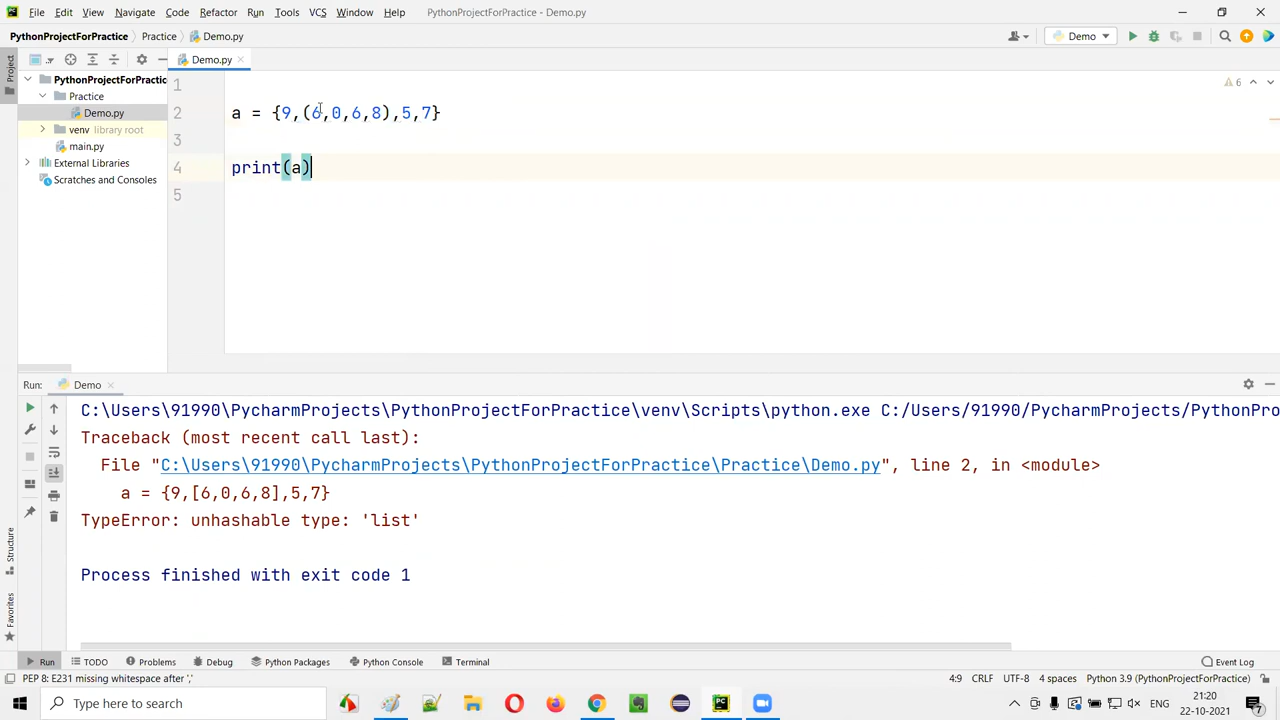 File Edit View Navigate Code Refactor Run Tools VCS Window Help PythonProjectForPractice - Demo.py
PythonProjectForPractice Practice Demo.py Demo
Project
Demo.py
PythonProjectForPractic
Practice
Demo.py
venv library root
main.py
External Libraries
Scratches and Consoles
1
2 a = {9,(6,0,6,8),5,7}
3
4 print(a)
5
6
Run: Demo
C:\Users\91990\PycharmProjects\PythonProjectForPractice\venv\Scripts\python.exe C:/Users/91990/PycharmProjects/PythonPro
Traceback (most recent call last):
File "C:\Users\91990\PycharmProjects\PythonProjectForPractice\Practice\Demo.py", line 2, in <module>
a = {9,[6,0,6,8],5,7}
TypeError: unhashable type: 'list'
Process finished with exit code 1
Structure
Favorites
Run TODO Problems Debug Python Packages Python Console Terminal Event Log
PEP 8: E231 missing whitespace after ',' 4:9 CRLF UTF-8 4 spaces Python 3.9 (PythonProjectForPractice)
Type here to search ENG 21:20
22-10-2021 7